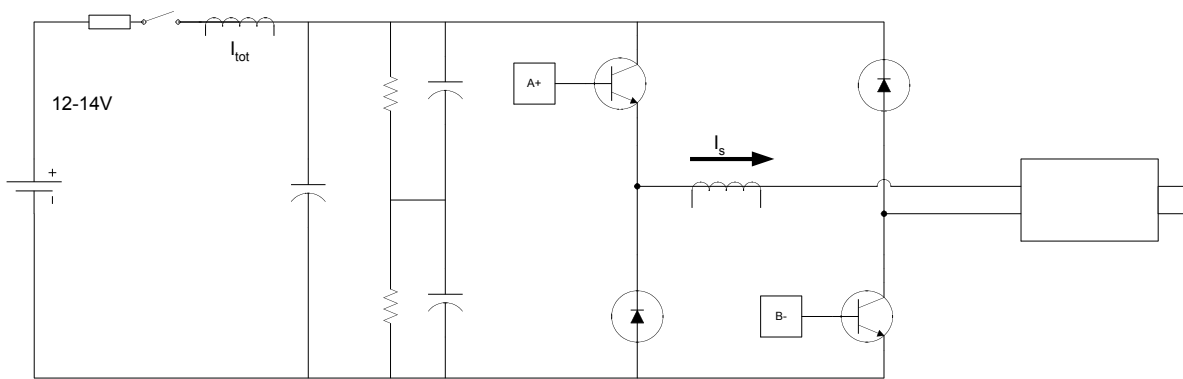 I_tot
12-14V
A+
I_s
+
B-